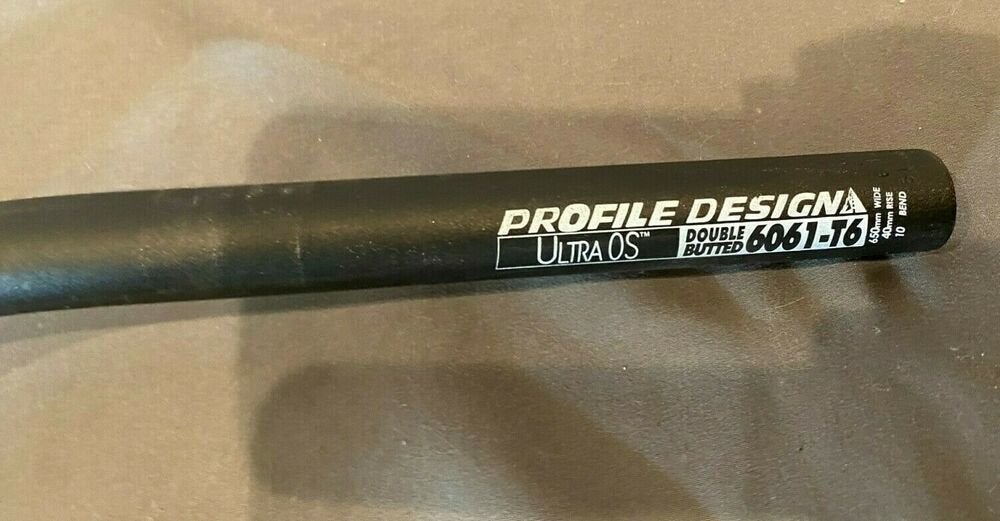 PROFILE DESIGN
ULTRA OS™
DOUBLE
BUTTED
6061-T6
650mm WIDE
40mm RISE
10 BEND